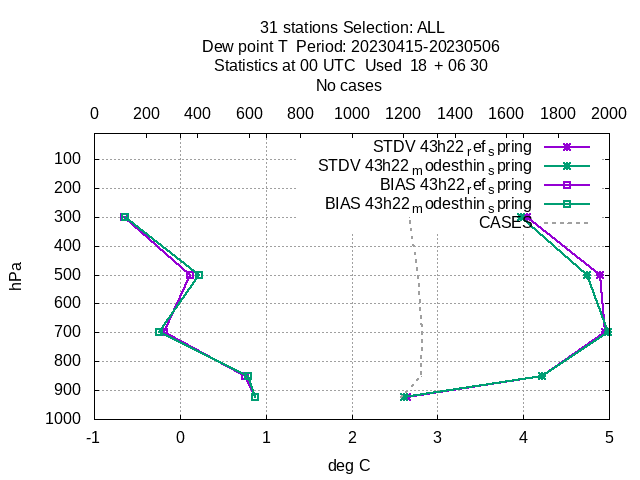 31 stations Selection: ALL
Dew point T  Period: 20230415-20230506
Statistics at 00 UTC  Used  18  + 06 30
No cases
0 200 400 600 800 1000 1200 1400 1600 1800 2000
STDV 43h22_ref_spring
STDV 43h22_modesthin_spring
BIAS 43h22_ref_spring
BIAS 43h22_modesthin_spring
CASES
100
200
300
400
500
600
700
800
900
1000
hPa
-1 0 1 2 3 4 5
deg C